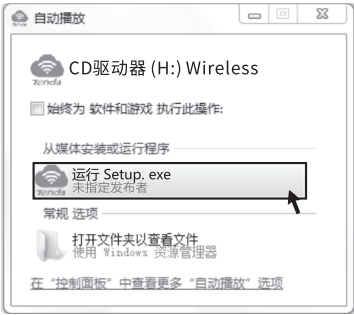 自动播放
Tenda
CD驱动器 (H:) Wireless
始终为 软件和游戏 执行此操作:
从媒体安装或运行程序
Tenda
运行 Setup. exe
未指定发布者
常规 选项
打开文件夹以查看文件
使用 Windows 资源管理器
在 "控制面板" 中查看更多 "自动播放" 选项